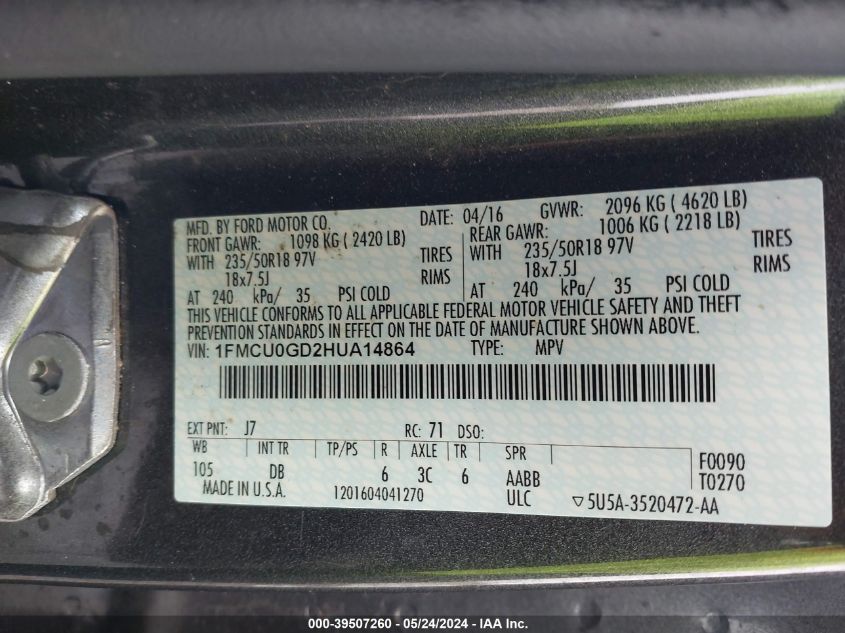 MFD. BY FORD MOTOR CO. DATE: 04/16 GVWR: 2096 KG ( 4620 LB)
FRONT GAWR: 1098 KG ( 2420 LB) REAR GAWR: 1006 KG ( 2218 LB)
WITH 235/50R18 97V TIRES WITH 235/50R18 97V TIRES
18x7.5J RIMS 18x7.5J RIMS
AT 240 kPa/ 35 PSI COLD AT 240 kPa/ 35 PSI COLD
THIS VEHICLE CONFORMS TO ALL APPLICABLE FEDERAL MOTOR VEHICLE SAFETY AND THEFT
PREVENTION STANDARDS IN EFFECT ON THE DATE OF MANUFACTURE SHOWN ABOVE.
VIN: 1FMCU0GD2HUA14864 TYPE: MPV
EXT PNT: J7 RC: 71 DSO:
WB INT TR TP/PS R AXLE TR SPR F0090
105 DB 6 3C 6 AABB T0270
MADE IN U.S.A. 1201604041270 ULC ▽5U5A-3520472-AA
000-39507260 - 05/24/2024 - IAA Inc.